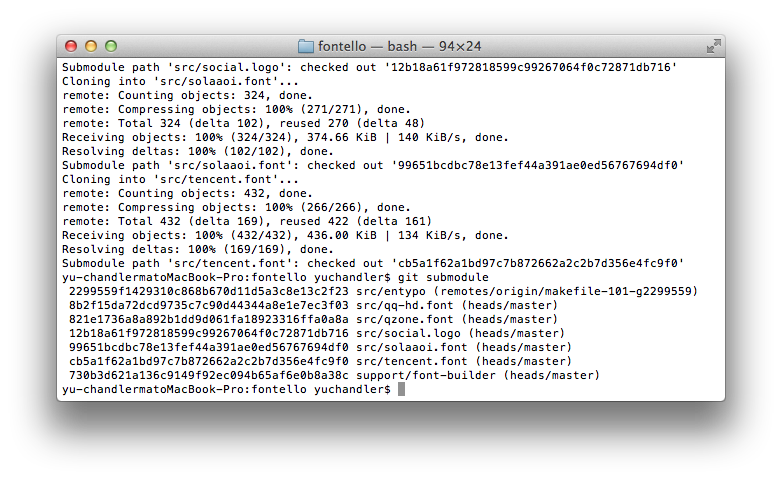 fontello — bash — 94×24
Submodule path 'src/social.logo': checked out '12b18a61f972818599c99267064f0c72871db716'
Cloning into 'src/solaaoi.font'...
remote: Counting objects: 324, done.
remote: Compressing objects: 100% (271/271), done.
remote: Total 324 (delta 102), reused 270 (delta 48)
Receiving objects: 100% (324/324), 374.66 KiB | 140 KiB/s, done.
Resolving deltas: 100% (102/102), done.
Submodule path 'src/solaaoi.font': checked out '99651bcdbc78e13fef44a391ae0ed56767694df0'
Cloning into 'src/tencent.font'...
remote: Counting objects: 432, done.
remote: Compressing objects: 100% (266/266), done.
remote: Total 432 (delta 169), reused 422 (delta 161)
Receiving objects: 100% (432/432), 436.00 KiB | 134 KiB/s, done.
Resolving deltas: 100% (169/169), done.
Submodule path 'src/tencent.font': checked out 'cb5a1f62a1bd97c7b872662a2c2b7d356e4fc9f0'
yu-chandlermatoMacBook-Pro:fontello yuchandler$ git submodule
2299559f1429310c868b670d11d5a3c8e13c2f23 src/entypo (remotes/origin/makefile-101-g2299559)
8b2f15da72dcd9735c7c90d44344a8e1e7ec3f03 src/qq-hd.font (heads/master)
821e1736a8a892b1dd9d061fa18923316ffa0a8a src/qzone.font (heads/master)
12b18a61f972818599c99267064f0c72871db716 src/social.logo (heads/master)
99651bcdbc78e13fef44a391ae0ed56767694df0 src/solaaoi.font (heads/master)
cb5a1f62a1bd97c7b872662a2c2b7d356e4fc9f0 src/tencent.font (heads/master)
730b3d621a136c9149f92ec094b65af6e0b8a38c support/font-builder (heads/master)
yu-chandlermatoMacBook-Pro:fontello yuchandler$